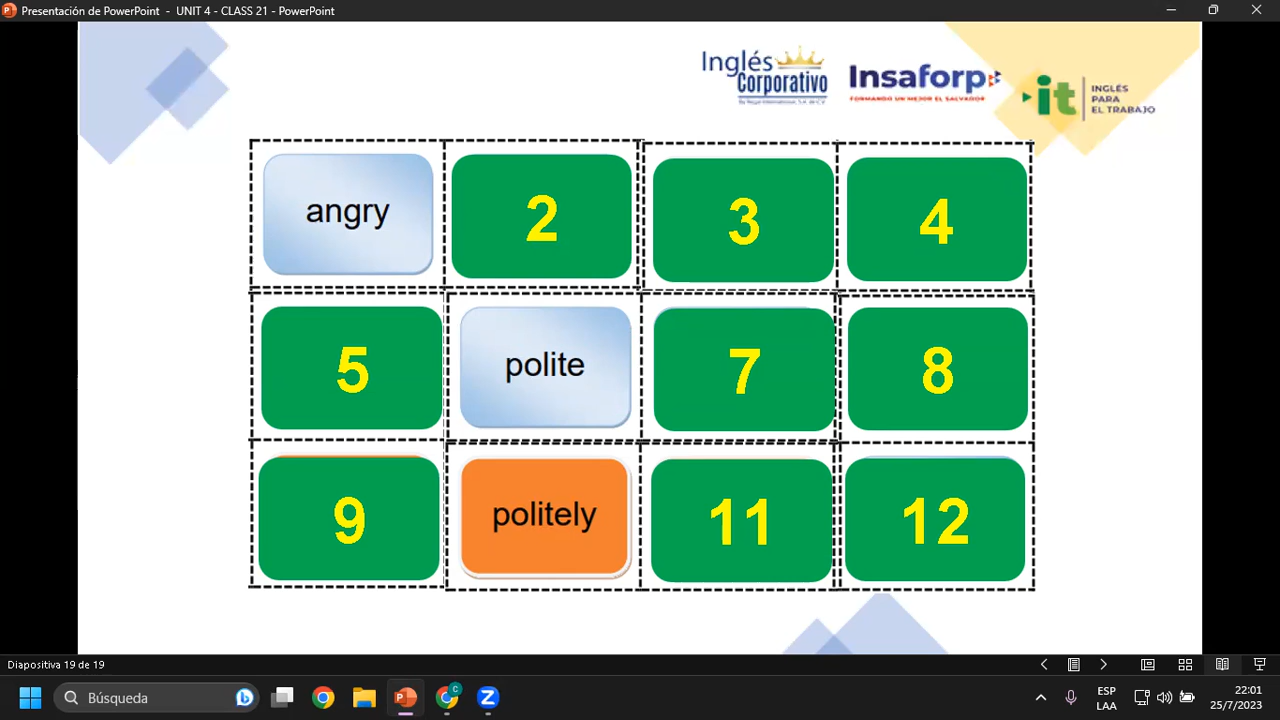 Presentación de PowerPoint - UNIT 4 - CLASS 21 - PowerPoint
Inglés
Corporativo
Insaforp
FORMANDO UN MEJOR EL SALVADOR
it
INGLÉS
PARA
EL TRABAJO
angry
2
3
4
5
polite
7
8
9
politely
11
12
Diapositiva 19 de 19
Búsqueda
ESP
LAA
22:01
25/7/2023